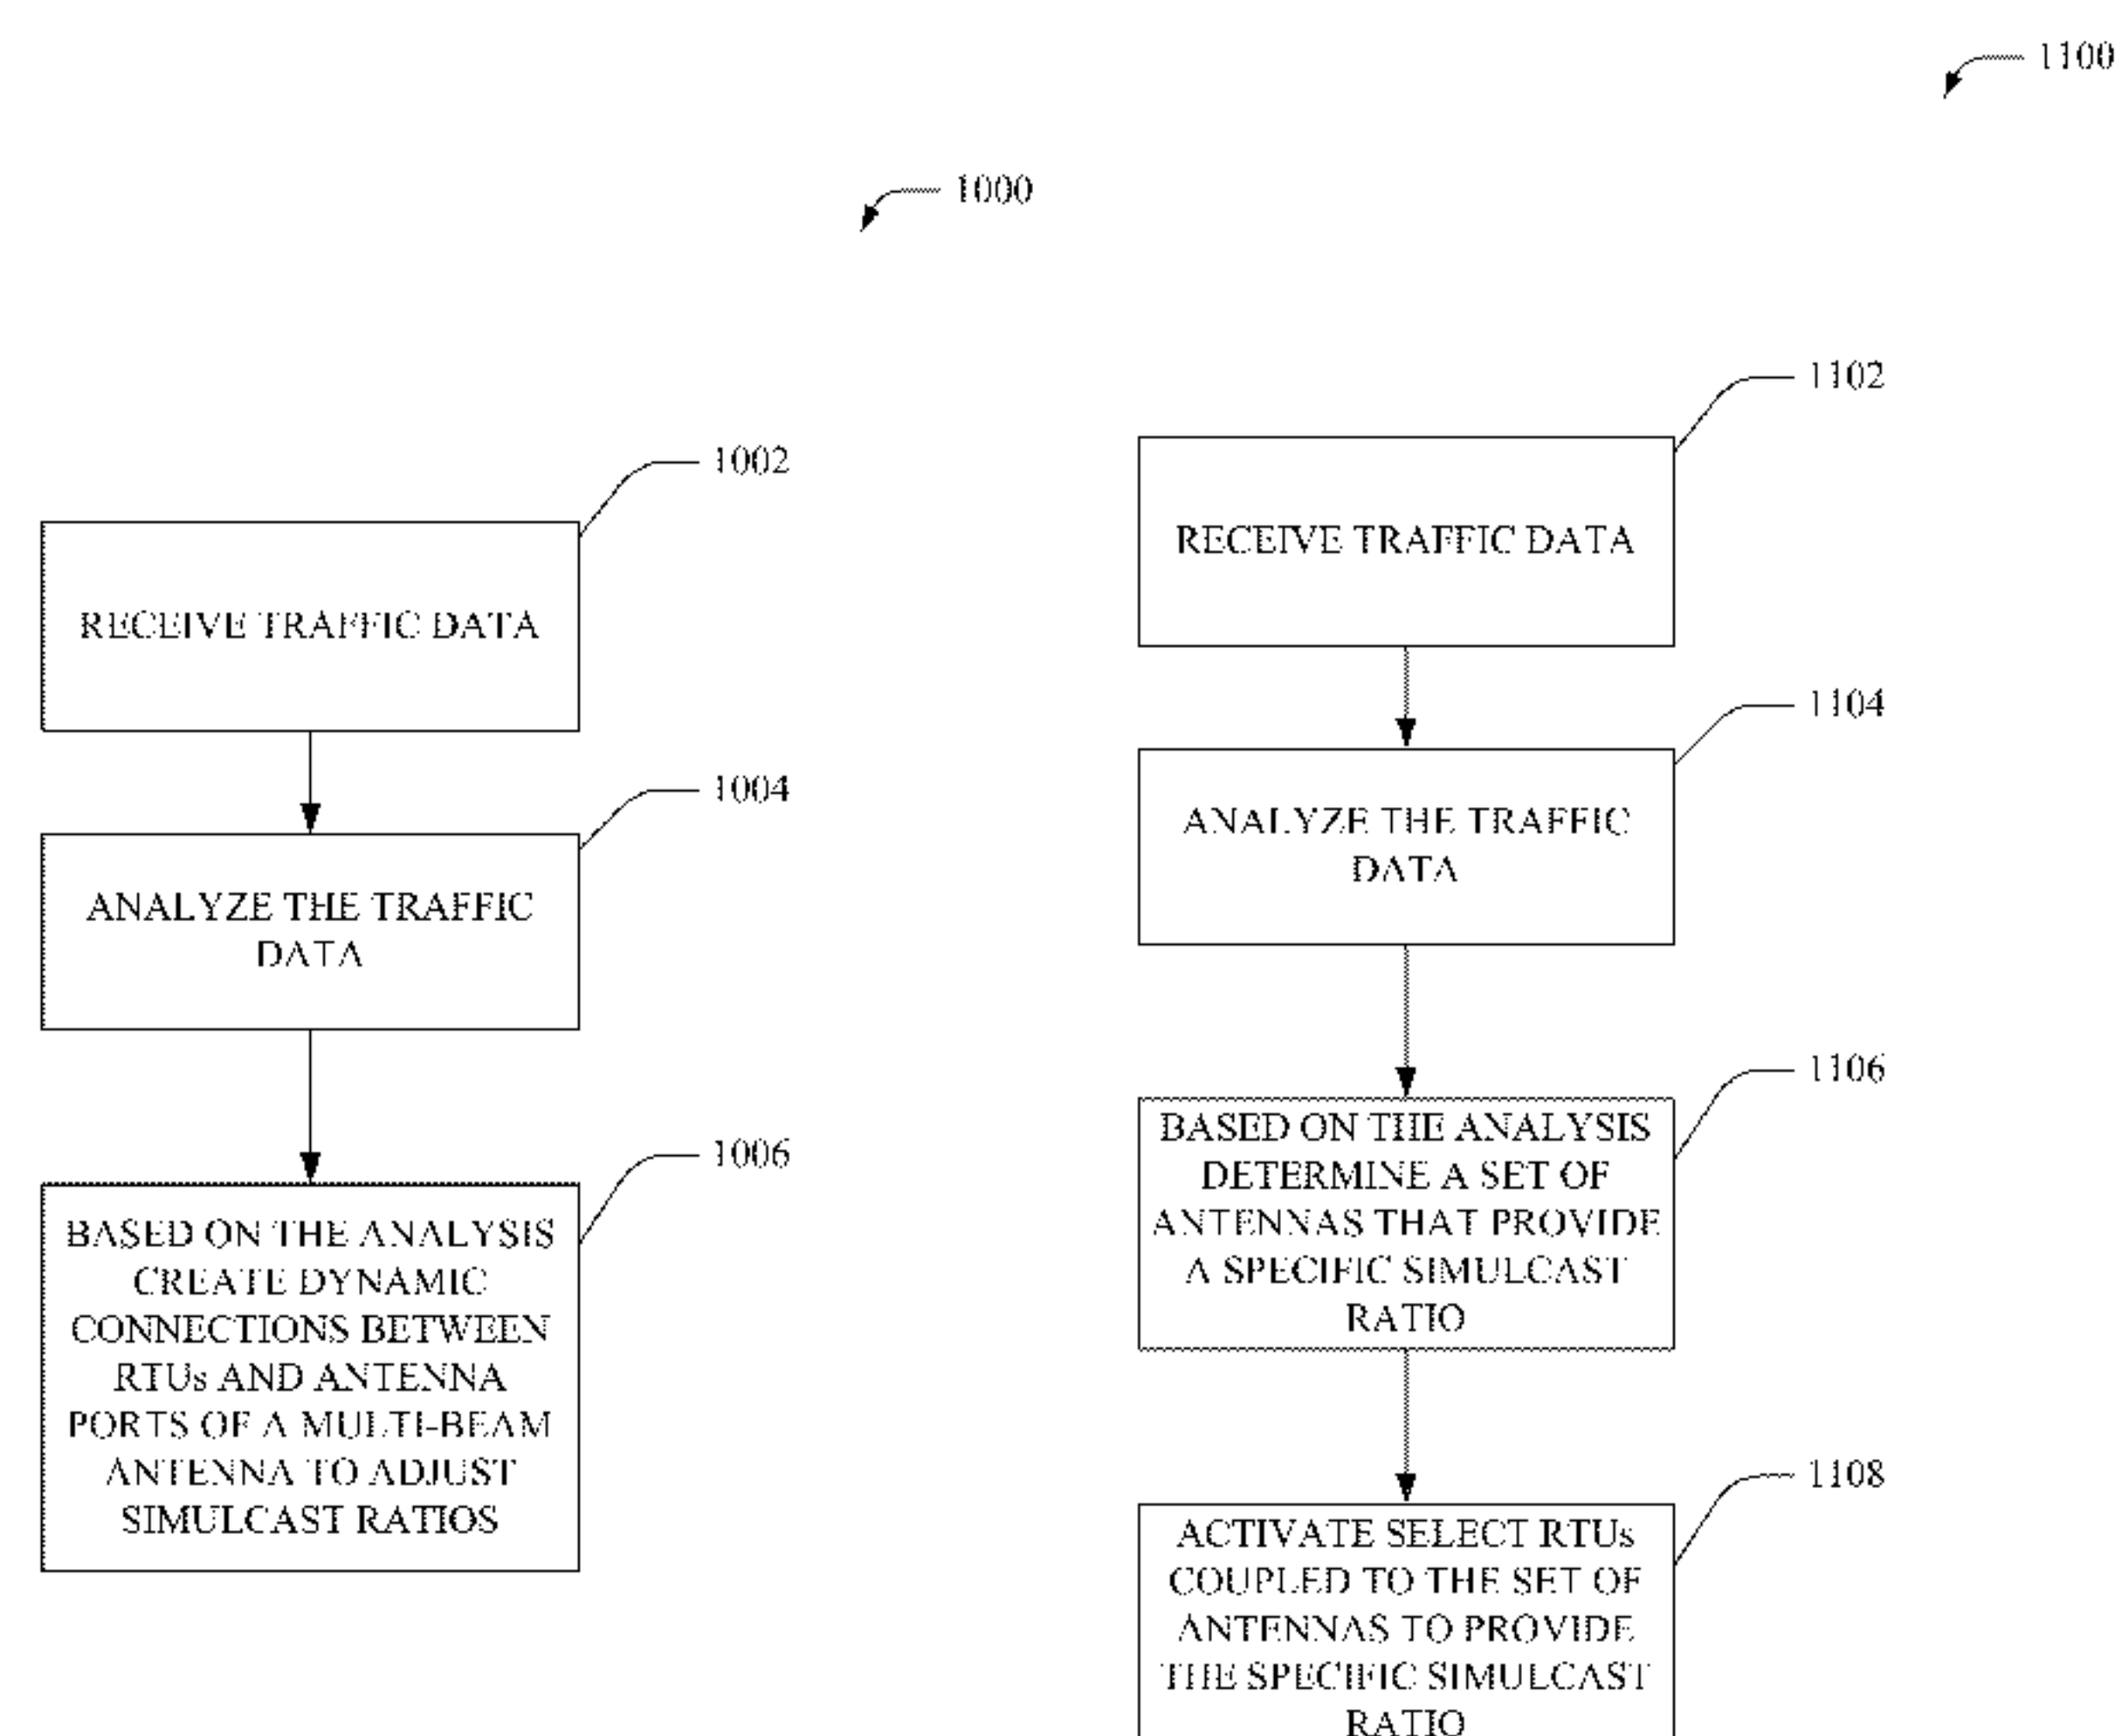 1000
1002
RECEIVE TRAFFIC DATA
1004
ANALYZE THE TRAFFIC
DATA
1006
BASED ON THE ANALYSIS
CREATE DYNAMIC
CONNECTIONS BETWEEN
RTUs AND ANTENNA
PORTS OF A MULTI-BEAM
ANTENNA TO ADJUST
SIMULCAST RATIOS
1100
1102
RECEIVE TRAFFIC DATA
1104
ANALYZE THE TRAFFIC
DATA
1106
BASED ON THE ANALYSIS
DETERMINE A SET OF
ANTENNAS THAT PROVIDE
A SPECIFIC SIMULCAST
RATIO
1108
ACTIVATE SELECT RTUs
COUPLED TO THE SET OF
ANTENNAS TO PROVIDE
THE SPECIFIC SIMULCAST
RATIO